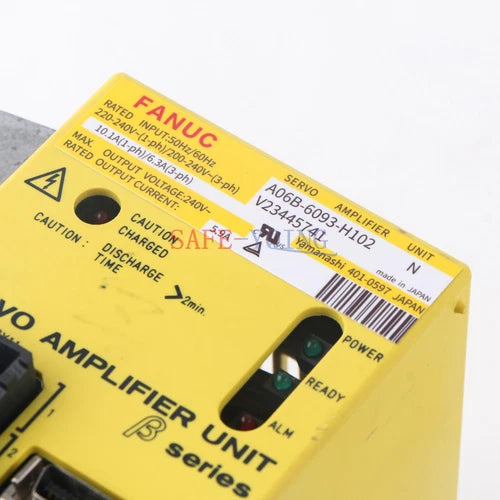 FANUC
RATED INPUT:50Hz/60Hz
220-240V~(1-ph)/200-240V~(3-ph)
10.1A(1-ph)/6.3A(3-ph)
MAX. OUTPUT VOLTAGE:240V~
RATED OUTPUT CURRENT: 5.9A
SERVO AMPLIFIER UNIT
A06B-6093-H102 N
V23445741
Yamanashi 401-0597 JAPAN
made in JAPAN
CAUTION
CHARGED
CAUTION:
DISCHARGE
TIME >2min.
SAFE-VCING
POWER
READY
ALM
VO AMPLIFIER UNIT
β series
1
2